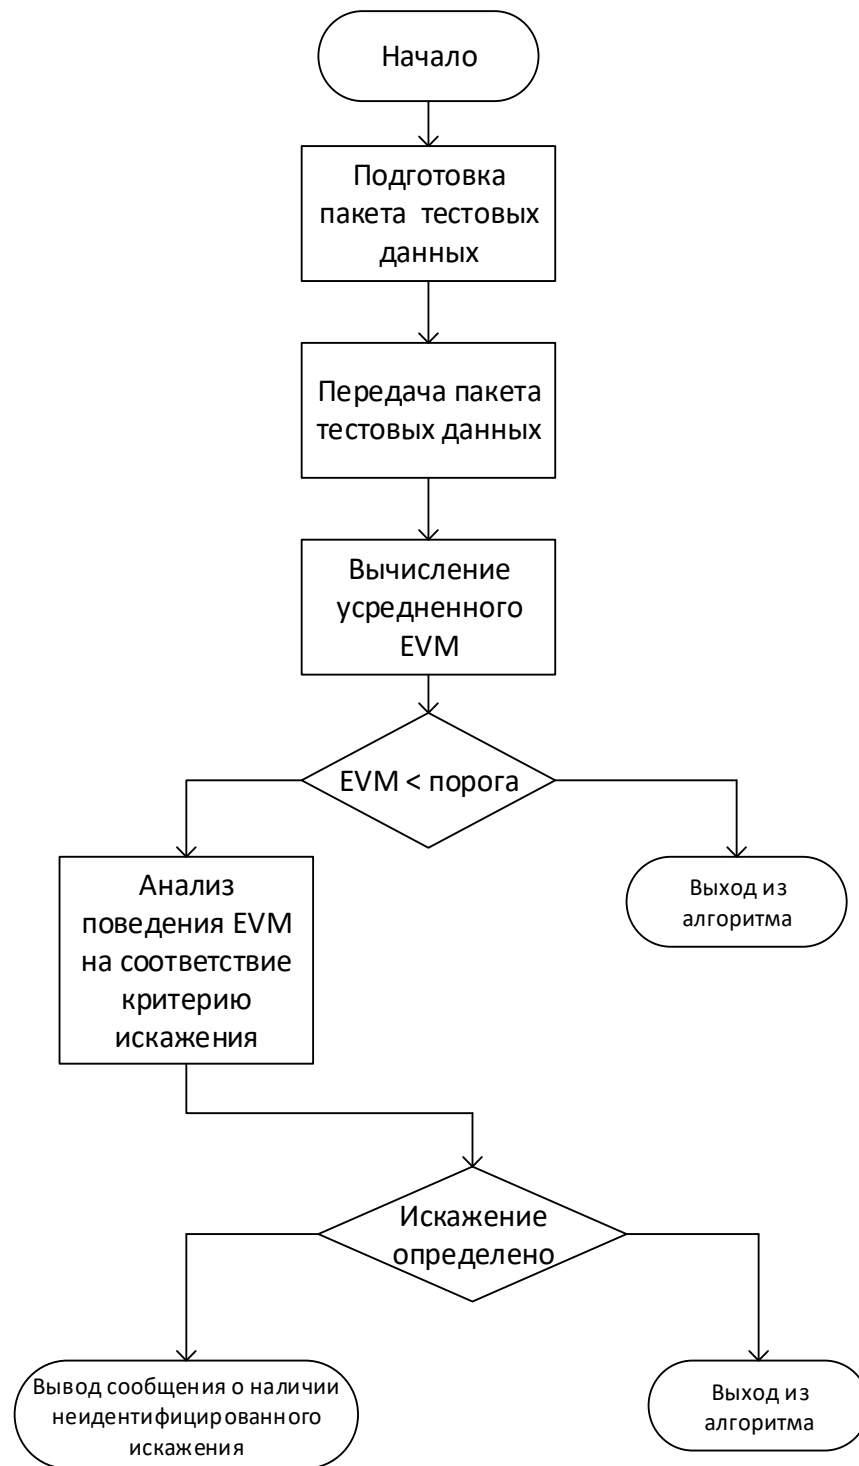 Начало
Подготовка
пакета тестовых
данных
Передача пакета
тестовых данных
Вычисление
усредненного
EVM
EVM < порога
Анализ
поведения EVM
на соответствие
критерию
искажения
Выход из
алгоритма
Искажение
определено
Вывод сообщения о наличии
неидентифицированного
искажения
Выход из
алгоритма